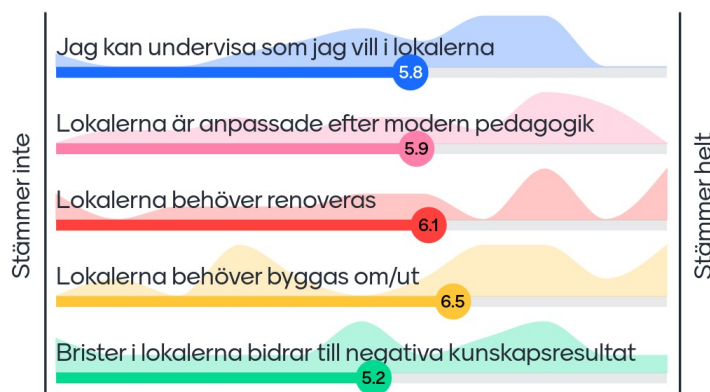 Stämmer inte
Jag kan undervisa som jag vill i lokalerna
5.8
Lokalerna är anpassade efter modern pedagogik
5.9
Lokalerna behöver renoveras
6.1
Lokalerna behöver byggas om/ut
6.5
Brister i lokalerna bidrar till negativa kunskapsresultat
5.2
Stämmer helt